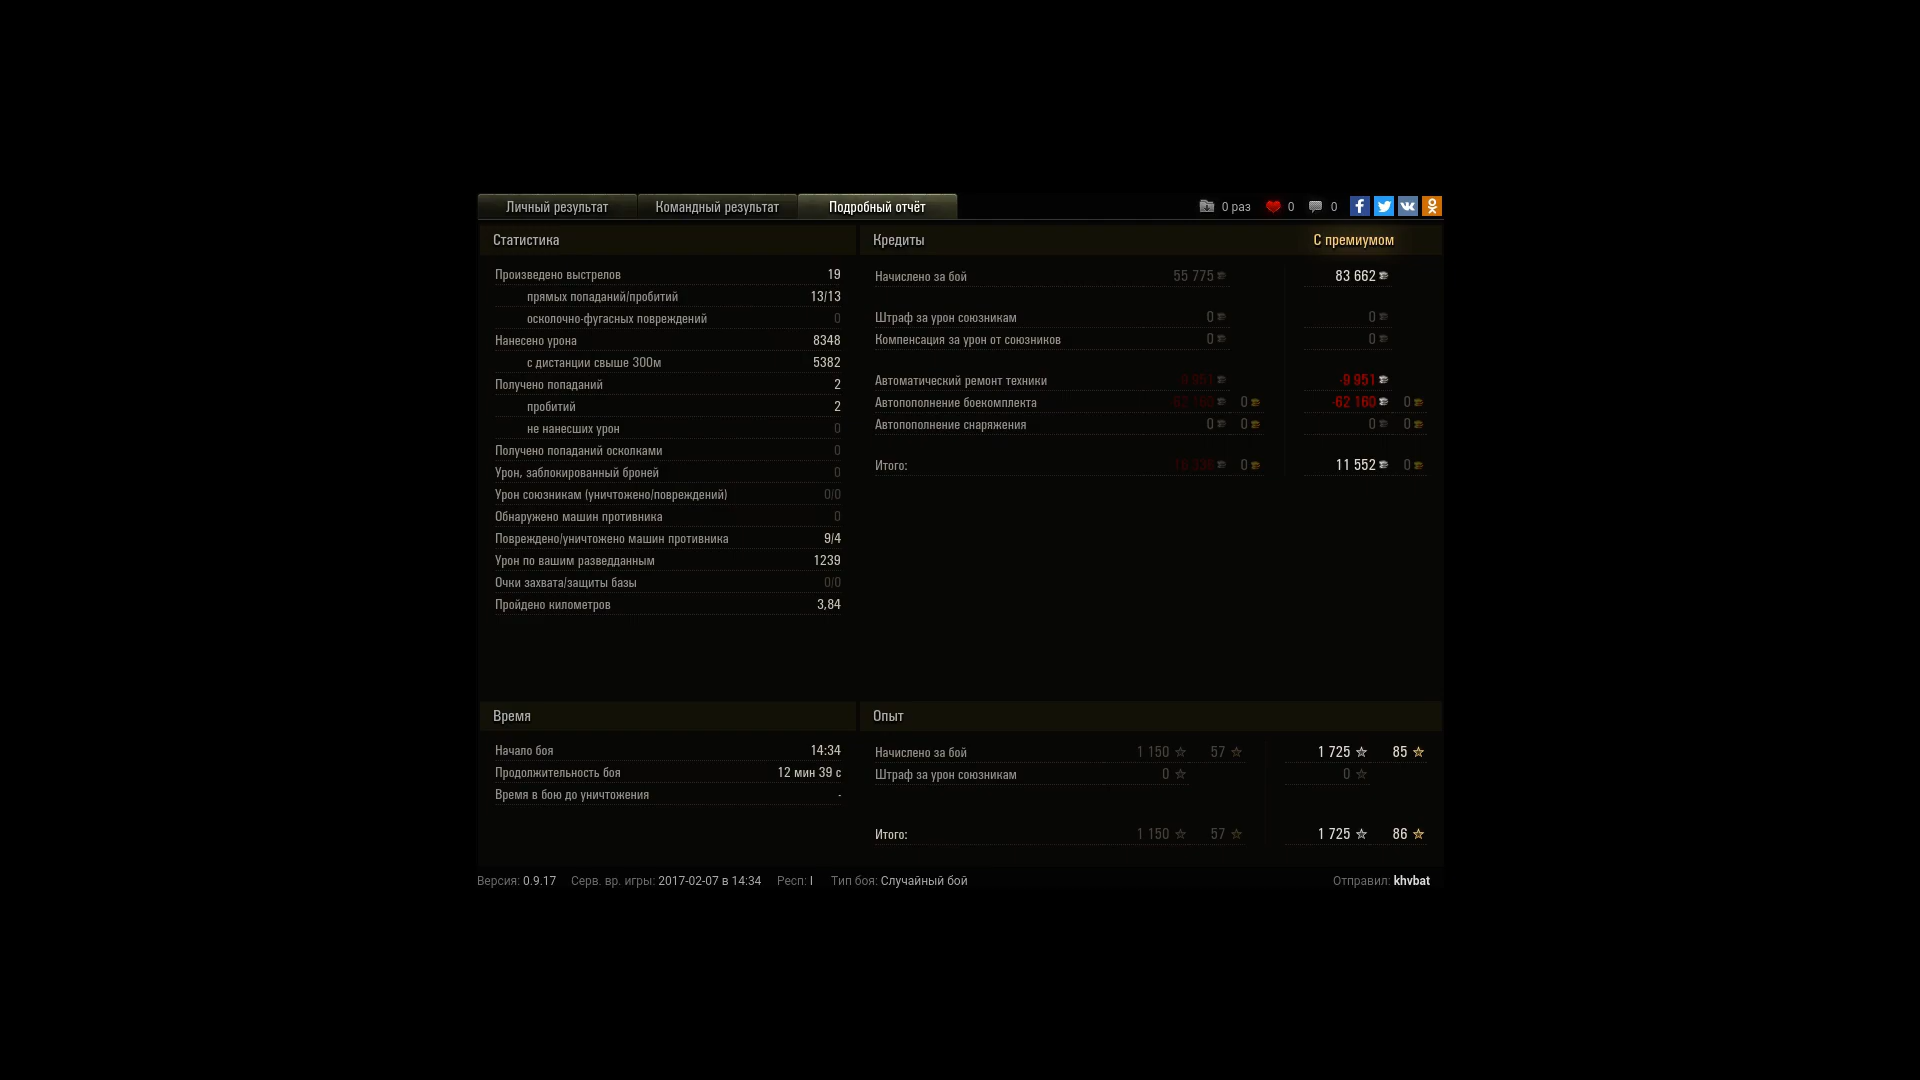 Личный результат Командный результат Подробный отчёт 0 раз 0 0
Статистика
Произведено выстрелов 19
прямых попаданий/пробитий 13/13
осколочно-фугасных повреждений 0
Нанесено урона 8348
с дистанции свыше 300м 5382
Получено попаданий 2
пробитий 2
не нанесших урон 0
Получено попаданий осколками 0
Урон, заблокированный броней 0
Урон союзникам (уничтожено/повреждений) 0/0
Обнаружено машин противника 0
Повреждено/уничтожено машин противника 9/4
Урон по вашим разведданным 1239
Очки захвата/защиты базы 0/0
Пройдено километров 3,84
Кредиты С премиумом
Начислено за бой 55 775 83 662
Штраф за урон союзникам 0 0
Компенсация за урон от союзников 0 0
Автоматический ремонт техники -9 951 -9 951
Автопополнение боекомплекта -62 160 0 -62 160 0
Автопополнение снаряжения 0 0 0 0
Итого: 0 11 552 0
Время
Начало боя 14:34
Продолжительность боя 12 мин 39 с
Время в бою до уничтожения -
Опыт
Начислено за бой 1 150 57 1 725 85
Штраф за урон союзникам 0 0
Итого: 1 150 57 1 725 86
Версия: 0.9.17 Серв. вр. игры: 2017-02-07 в 14:34 Респ: I Тип боя: Случайный бой Отправил: khvbat